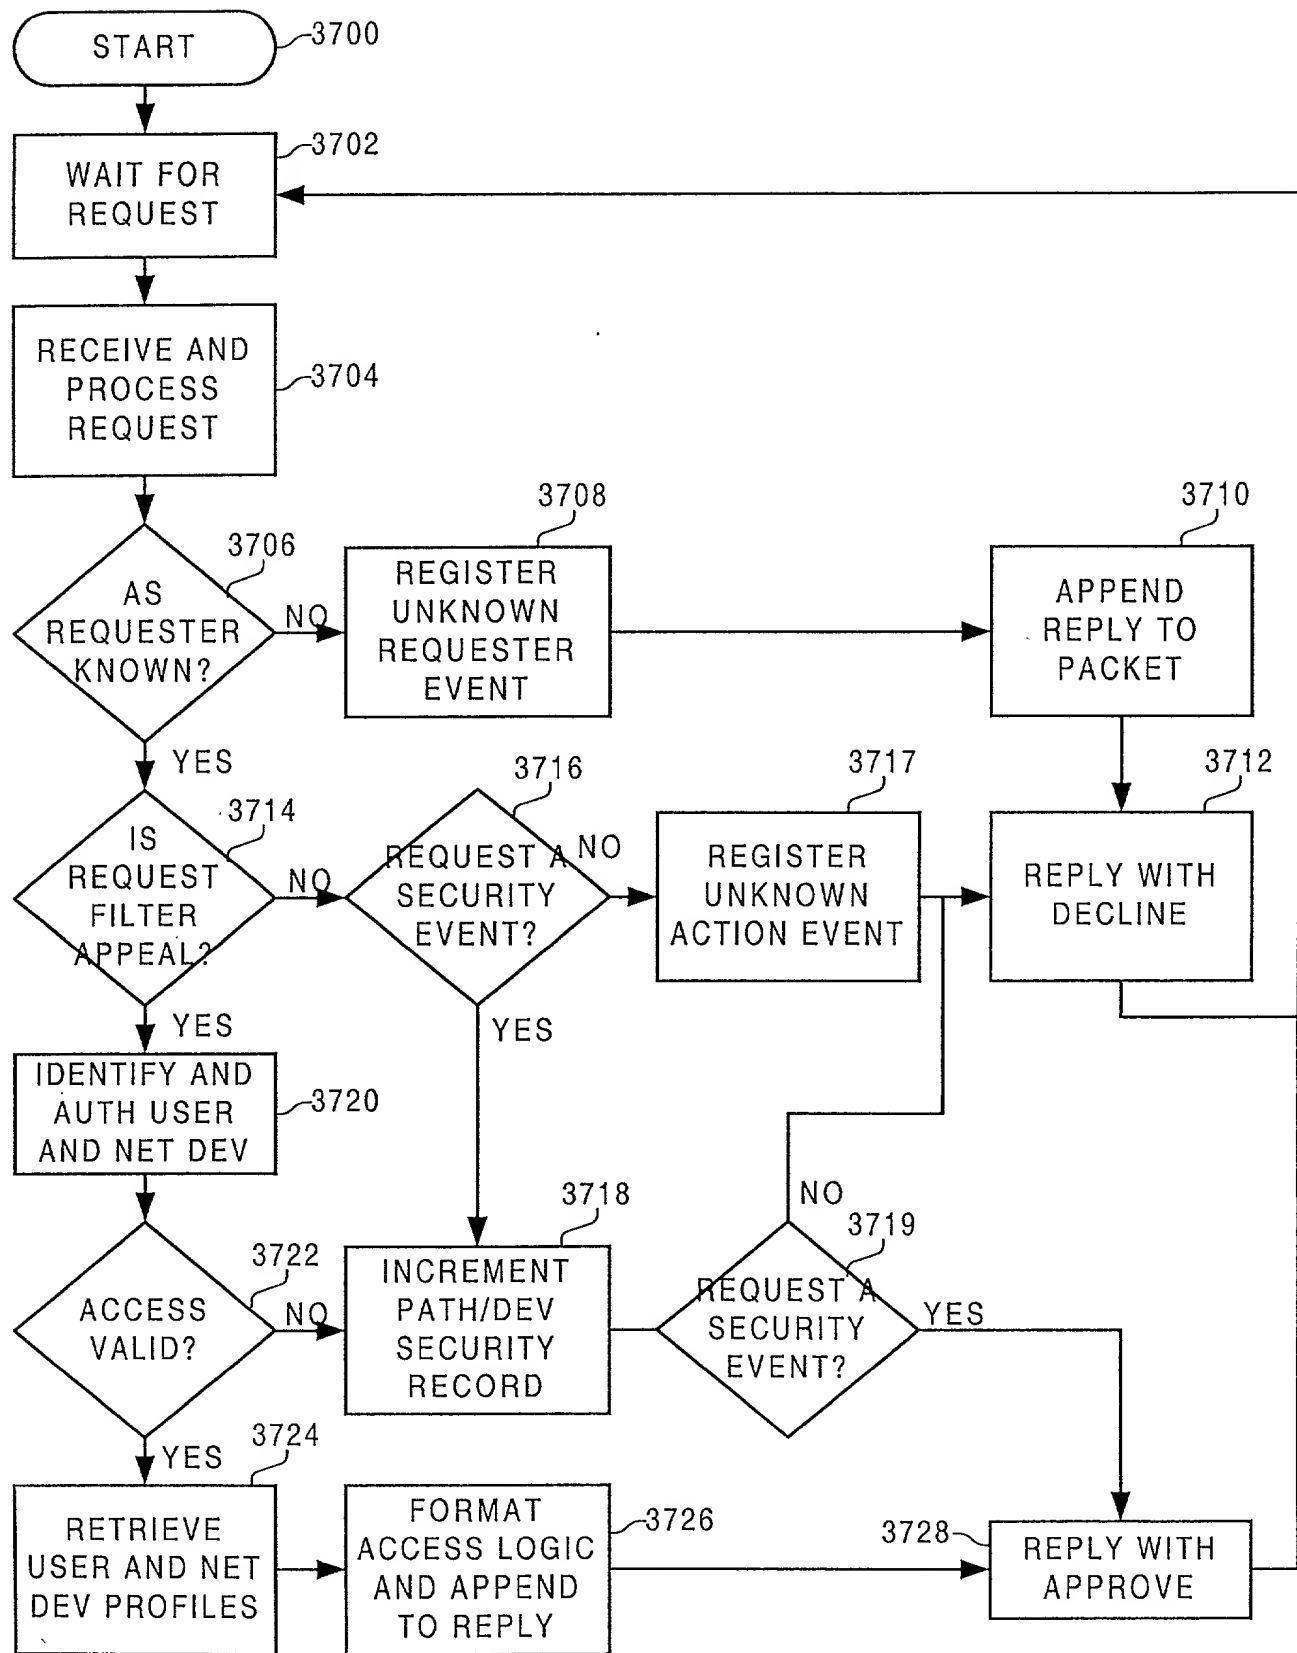 START
3700
WAIT FOR
REQUEST
3702
RECEIVE AND
PROCESS
REQUEST
3704
AS
REQUESTER
KNOWN?
3706
NO
REGISTER
UNKNOWN
REQUESTER
EVENT
3708
APPEND
REPLY TO
PACKET
3710
YES
IS
REQUEST
FILTER
APPEAL?
3714
NO
REQUEST A
SECURITY
EVENT?
3716
NO
REGISTER
UNKNOWN
ACTION EVENT
3717
REPLY WITH
DECLINE
3712
YES
YES
IDENTIFY AND
AUTH USER
AND NET DEV
3720
ACCESS
VALID?
3722
NO
INCREMENT
PATH/DEV
SECURITY
RECORD
3718
NO
REQUEST A
SECURITY
EVENT?
3719
YES
YES
RETRIEVE
USER AND NET
DEV PROFILES
3724
FORMAT
ACCESS LOGIC
AND APPEND
TO REPLY
3726
3728
REPLY WITH
APPROVE